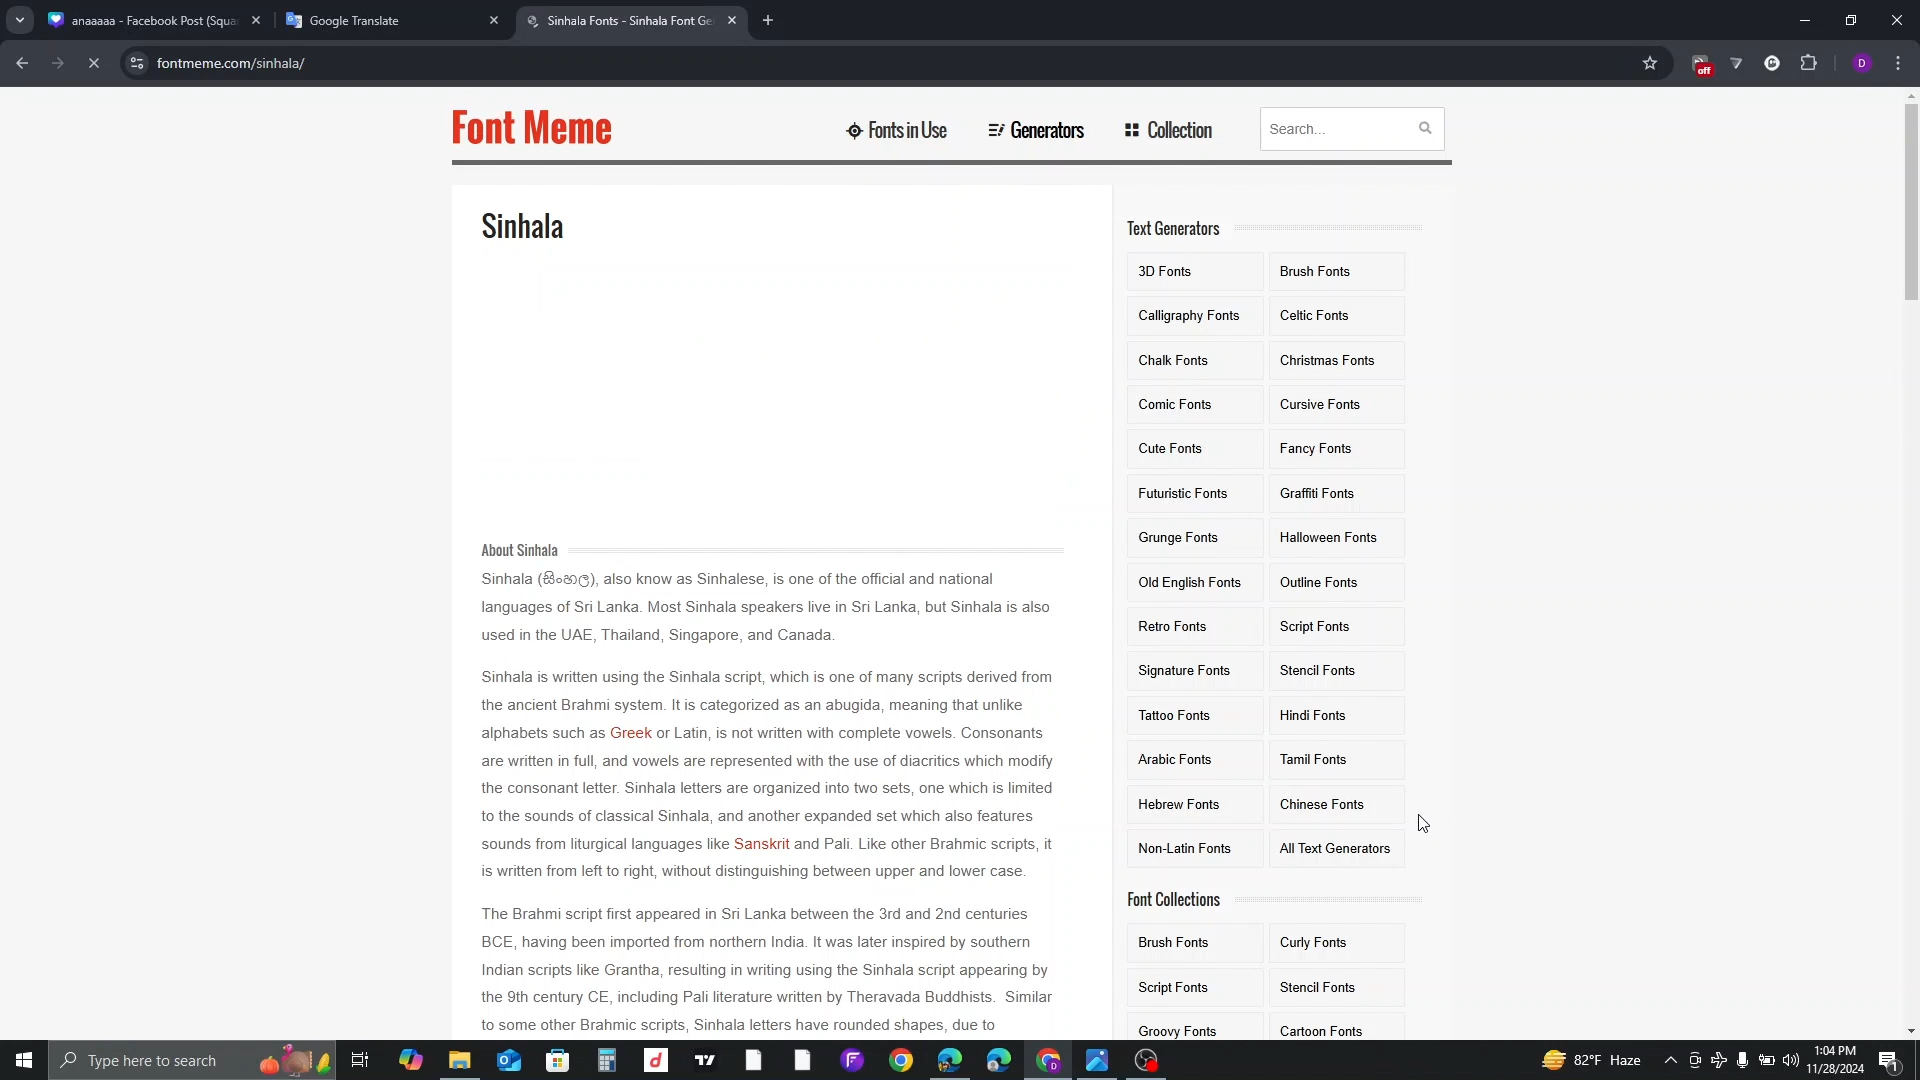 anaaaaa - Facebook Post (Squa
Google Translate
Sinhala Fonts - Sinhala Font Ge
fontmeme.com/sinhala/
off
D
Font Meme
Fonts in Use
Generators
Collection
Search...
Sinhala
Text Generators
3D Fonts
Brush Fonts
Calligraphy Fonts
Celtic Fonts
Chalk Fonts
Christmas Fonts
Comic Fonts
Cursive Fonts
Cute Fonts
Fancy Fonts
Futuristic Fonts
Graffiti Fonts
Grunge Fonts
Halloween Fonts
Old English Fonts
Outline Fonts
Retro Fonts
Script Fonts
Signature Fonts
Stencil Fonts
Tattoo Fonts
Hindi Fonts
Arabic Fonts
Tamil Fonts
Hebrew Fonts
Chinese Fonts
Non-Latin Fonts
All Text Generators
Font Collections
Brush Fonts
Curly Fonts
Script Fonts
Stencil Fonts
Groovy Fonts
Cartoon Fonts
About Sinhala
Sinhala (සිංහල), also know as Sinhalese, is one of the official and national
languages of Sri Lanka. Most Sinhala speakers live in Sri Lanka, but Sinhala is also
used in the UAE, Thailand, Singapore, and Canada.
Sinhala is written using the Sinhala script, which is one of many scripts derived from
the ancient Brahmi system. It is categorized as an abugida, meaning that unlike
alphabets such as Greek or Latin, is not written with complete vowels. Consonants
are written in full, and vowels are represented with the use of diacritics which modify
the consonant letter. Sinhala letters are organized into two sets, one which is limited
to the sounds of classical Sinhala, and another expanded set which also features
sounds from liturgical languages like Sanskrit and Pali. Like other Brahmic scripts, it
is written from left to right, without distinguishing between upper and lower case.
The Brahmi script first appeared in Sri Lanka between the 3rd and 2nd centuries
BCE, having been imported from northern India. It was later inspired by southern
Indian scripts like Grantha, resulting in writing using the Sinhala script appearing by
the 9th century CE, including Pali literature written by Theravada Buddhists. Similar
to some other Brahmic scripts, Sinhala letters have rounded shapes, due to
Type here to search
82°F Haze
1:04 PM
11/28/2024
1